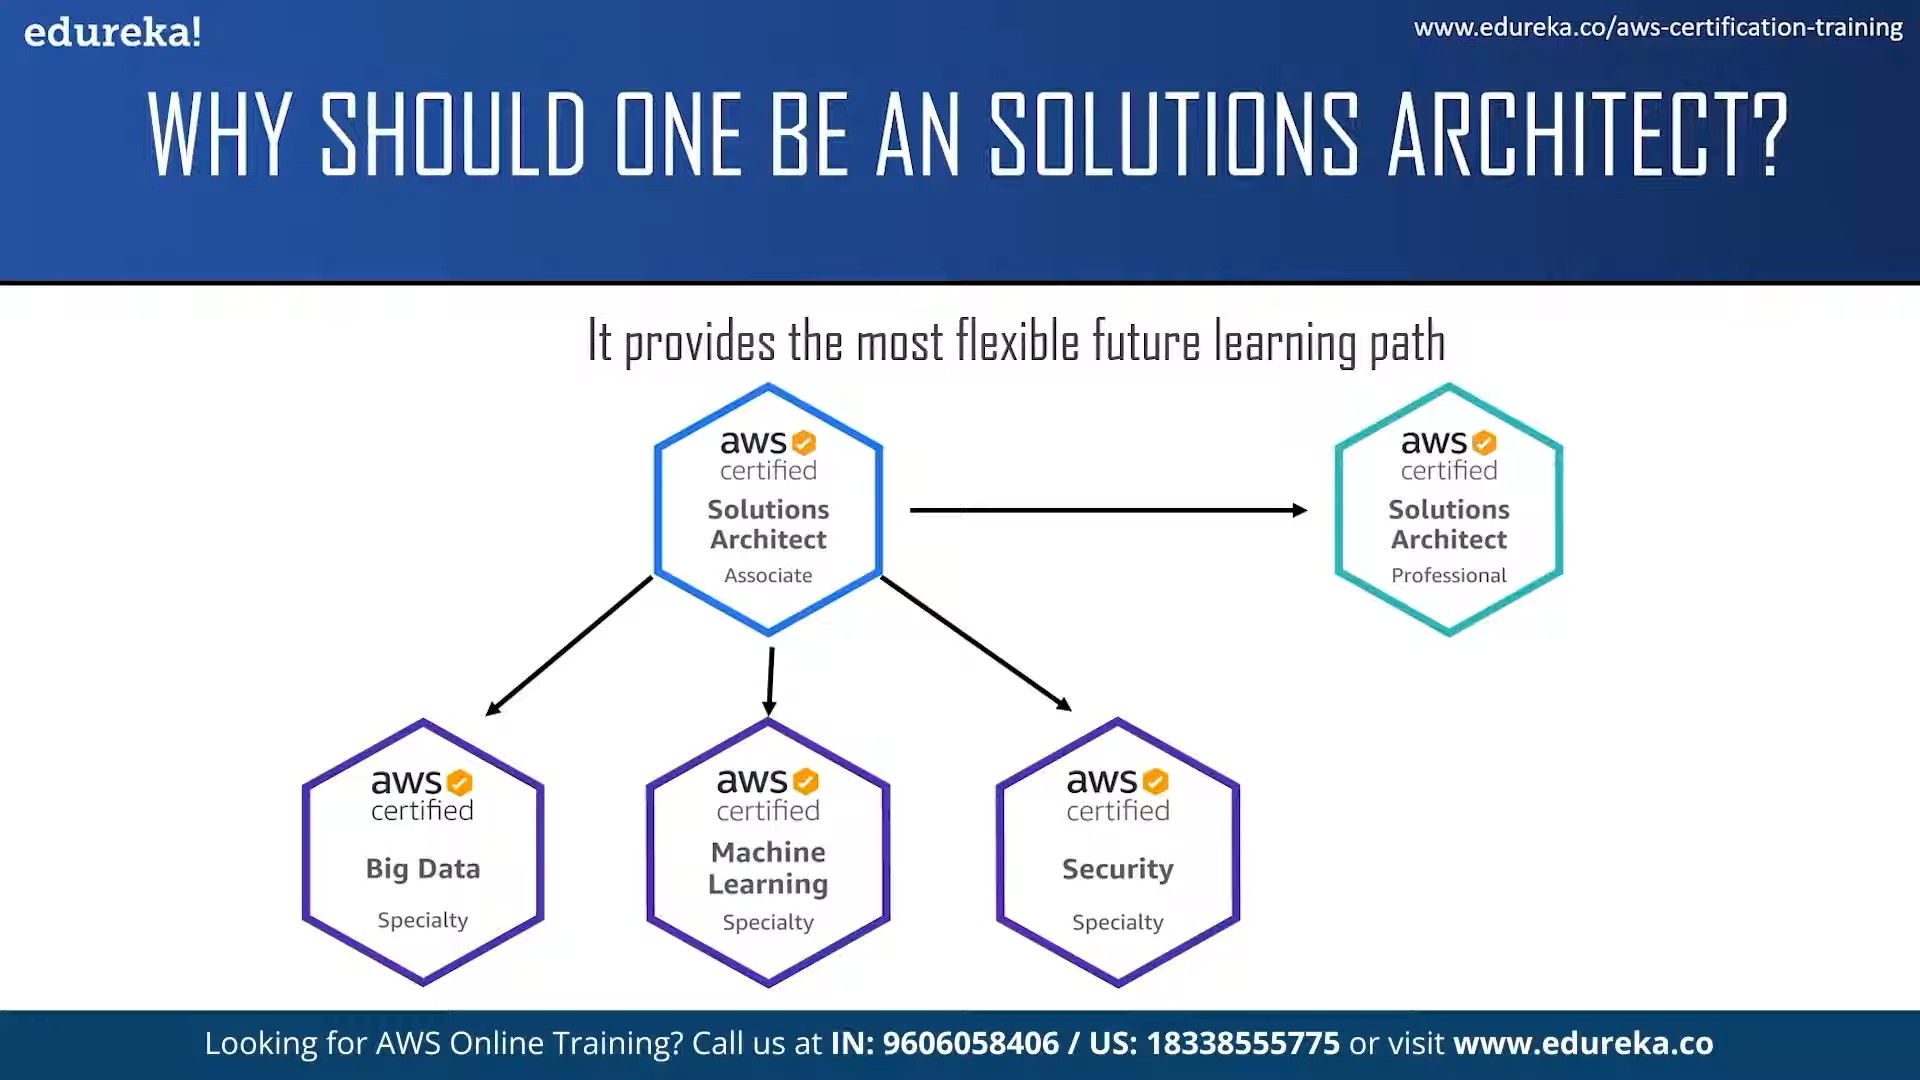 edureka!
www.edureka.co/aws-certification-training
WHY SHOULD ONE BE AN SOLUTIONS ARCHITECT?
It provides the most flexible future learning path
aws
certified
Solutions
Architect
Associate
aws
certified
Solutions
Architect
Professional
aws
certified
Big Data
Specialty
aws
certified
Machine
Learning
Specialty
aws
certified
Security
Specialty
Looking for AWS Online Training? Call us at IN: 9606058406 / US: 18338555775 or visit www.edureka.co